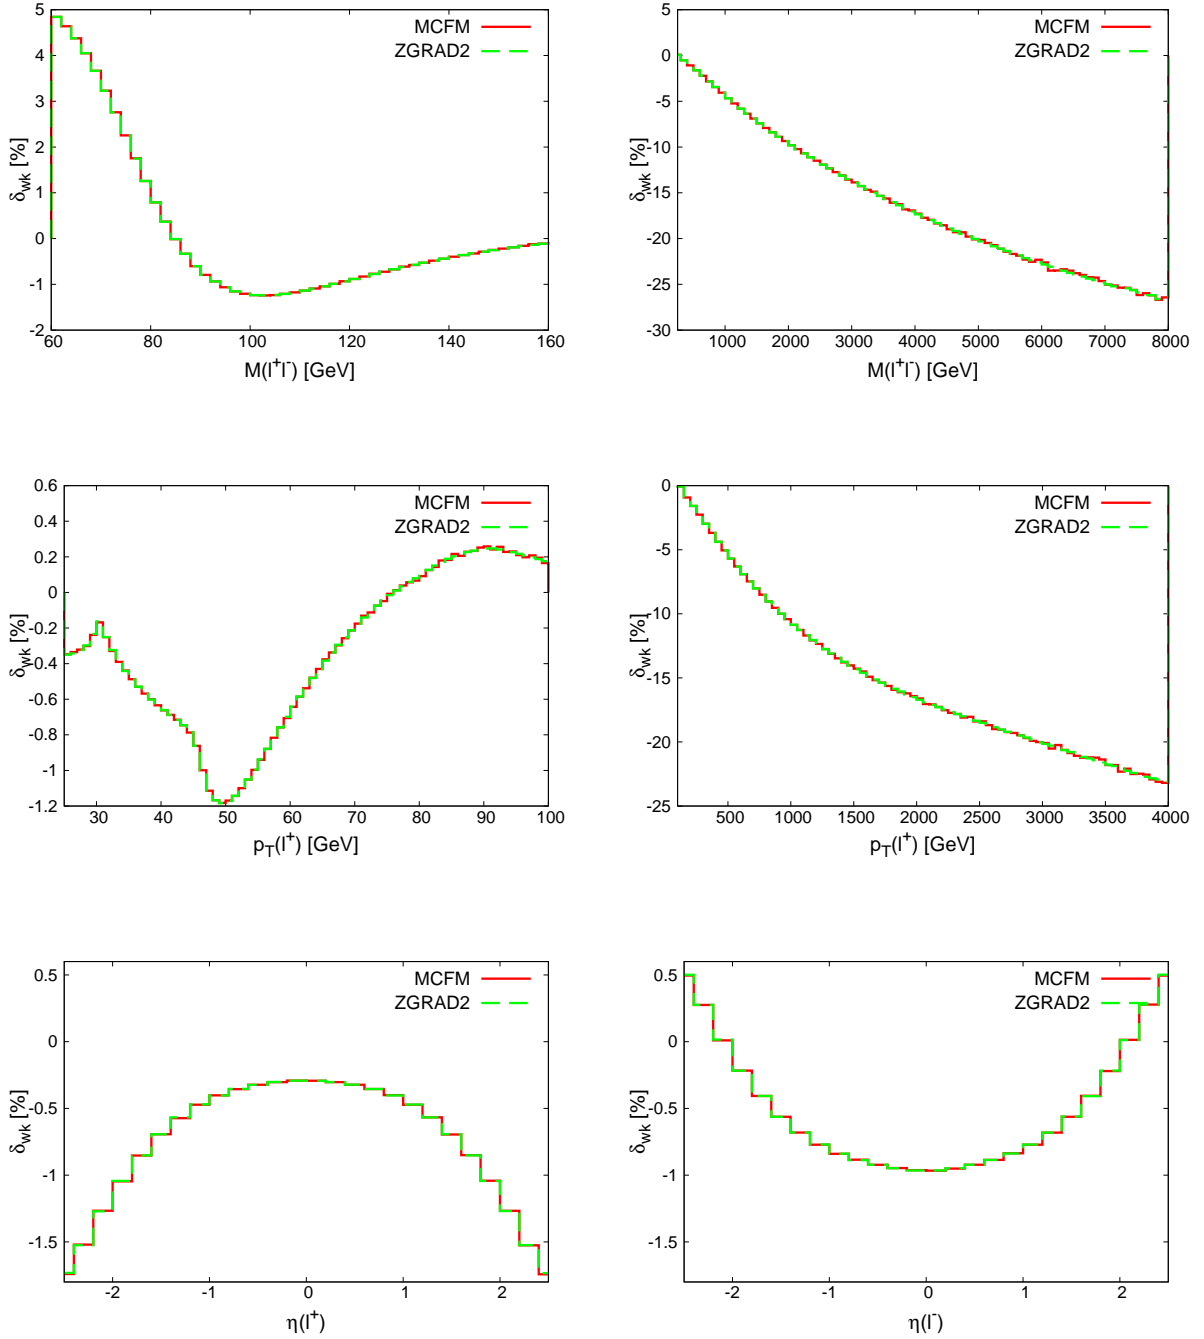 5
4
3
2
1
0
-1
-2
δwk [%]
MCFM
ZGRAD2
60 80 100 120 140 160
M(l+l-) [GeV]
5
0
-5
-10
-15
-20
-25
-30
δwk [%]
MCFM
ZGRAD2
1000 2000 3000 4000 5000 6000 7000 8000
M(l+l-) [GeV]
0.6
0.4
0.2
0
-0.2
-0.4
-0.6
-0.8
-1
-1.2
δwk [%]
MCFM
ZGRAD2
30 40 50 60 70 80 90 100
pT(l+) [GeV]
0
-5
-10
-15
-20
-25
δwk [%]
MCFM
ZGRAD2
500 1000 1500 2000 2500 3000 3500 4000
pT(l+) [GeV]
0.5
0
-0.5
-1
-1.5
δwk [%]
MCFM
ZGRAD2
-2 -1 0 1 2
η(l+)
0.5
0
-0.5
-1
-1.5
δwk [%]
MCFM
ZGRAD2
-2 -1 0 1 2
η(l-)